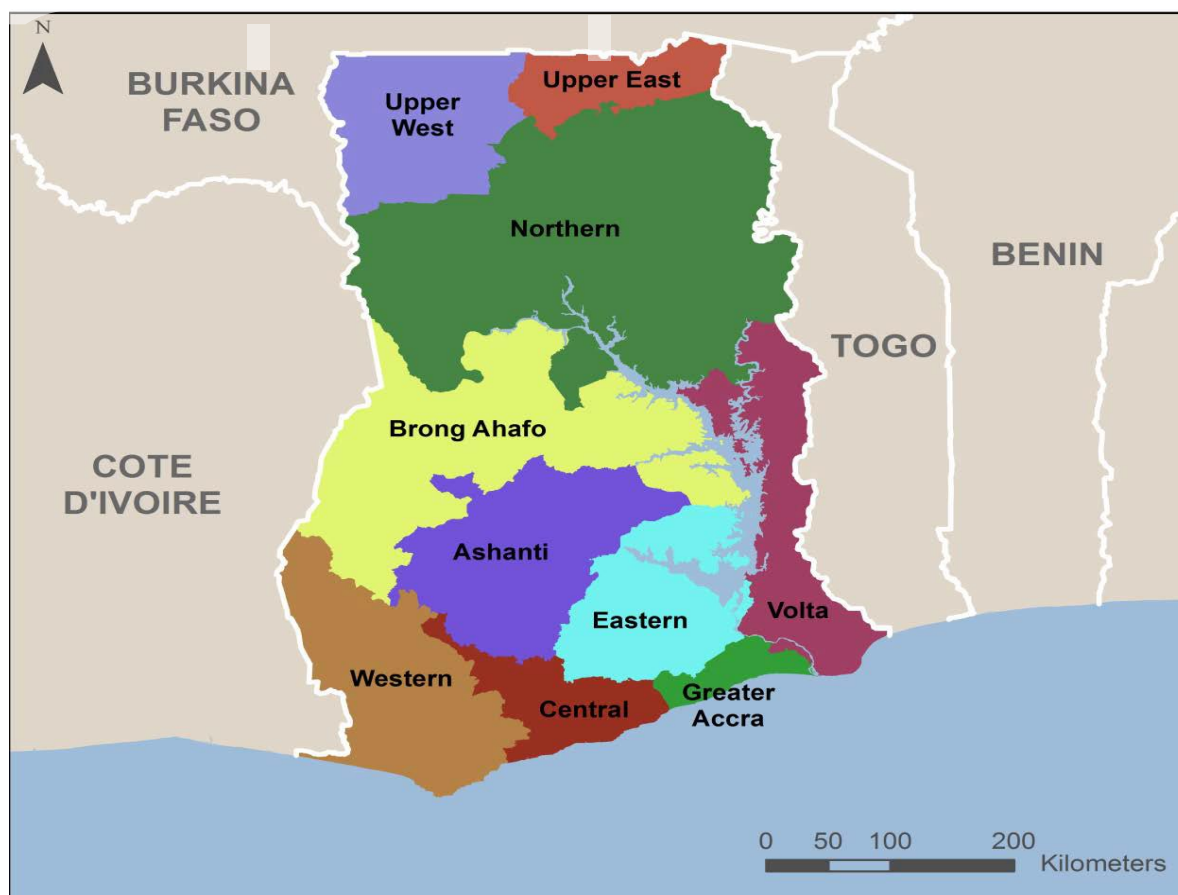 N
BURKINA
FASO
Upper
West
Upper East
Northern
BENIN
TOGO
Brong Ahafo
COTE
D'IVOIRE
Ashanti
Eastern
Volta
Western
Central
Greater
Accra
0 50 100 200
Kilometers